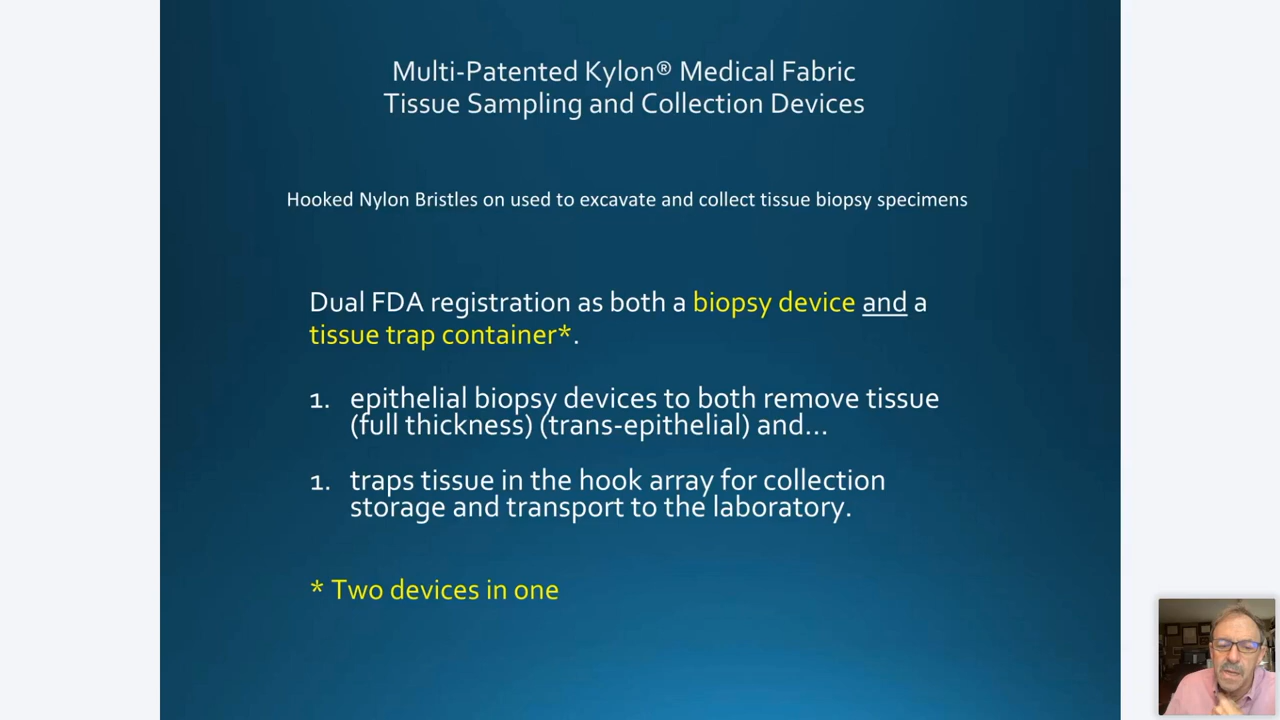 Multi-Patented Kylon® Medical Fabric
Tissue Sampling and Collection Devices
Hooked Nylon Bristles on used to excavate and collect tissue biopsy specimens
Dual FDA registration as both a biopsy device and a
tissue trap container*.
1. epithelial biopsy devices to both remove tissue
(full thickness) (trans-epithelial) and...
1. traps tissue in the hook array for collection
storage and transport to the laboratory.
* Two devices in one